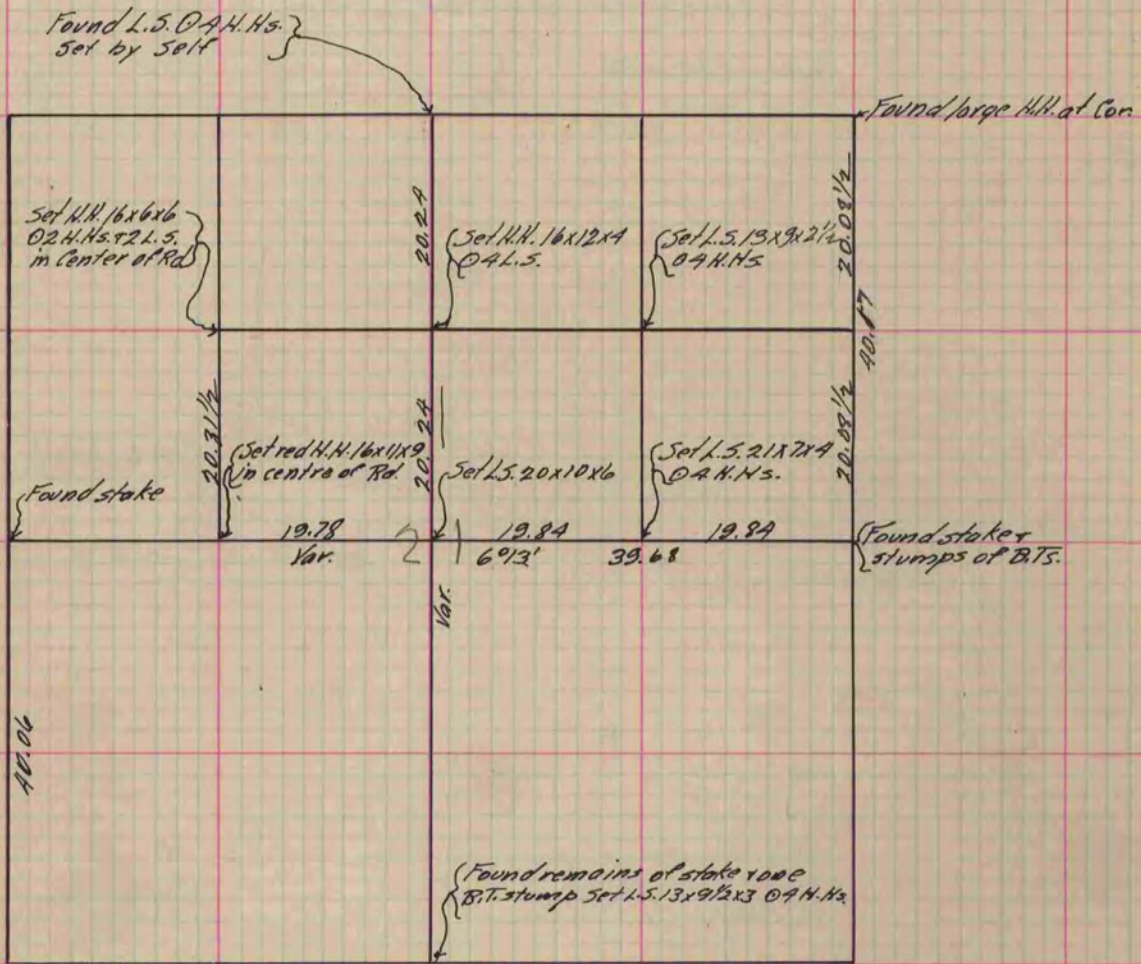 Found L.S. ⊙ 4 H.Hs.
Set by Self
Found large H.H. at Cor.
Set H.H. 16x6x6
⊙ 2 H.Hs. + 2 L.S.
in Center of Rd
20.24
Set H.H. 16x12x4
⊙ 4 L.S.
Set L.S. 13x9x2½
⊙ 4 H.Hs
20.08½
40.17
20.31½
20.24
20.08½
Set red H.H. 16x11x9
in centre of Rd.
Set L.S. 20x10x6
Set L.S. 21x7x4
⊙ 4 H.Hs.
Found stake
19.78
Var.
21
19.84
6°13'
39.68
19.84
Found stake +
stumps of B.Ts.
Var.
40.06
Found remains of stake + one
B.T. stump Set L.S. 13x9½x3 ⊙ 4 H.Hs.